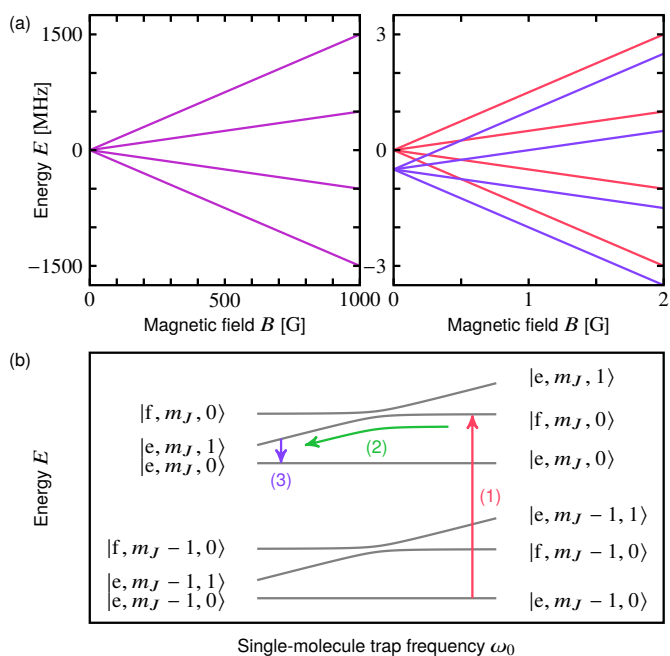 (a)
Energy E [MHz]
1500
0
−1500
0
500
1000
Magnetic field B [G]
3
0
−3
0
1
2
Magnetic field B [G]
(b)
Energy E
|f, m_J, 0⟩
|e, m_J, 1⟩
|e, m_J, 0⟩
|f, m_J − 1, 0⟩
|e, m_J − 1, 1⟩
|e, m_J − 1, 0⟩
(3)
(2)
(1)
|e, m_J, 1⟩
|f, m_J, 0⟩
|e, m_J, 0⟩
|e, m_J − 1, 1⟩
|f, m_J − 1, 0⟩
|e, m_J − 1, 0⟩
Single-molecule trap frequency ω₀